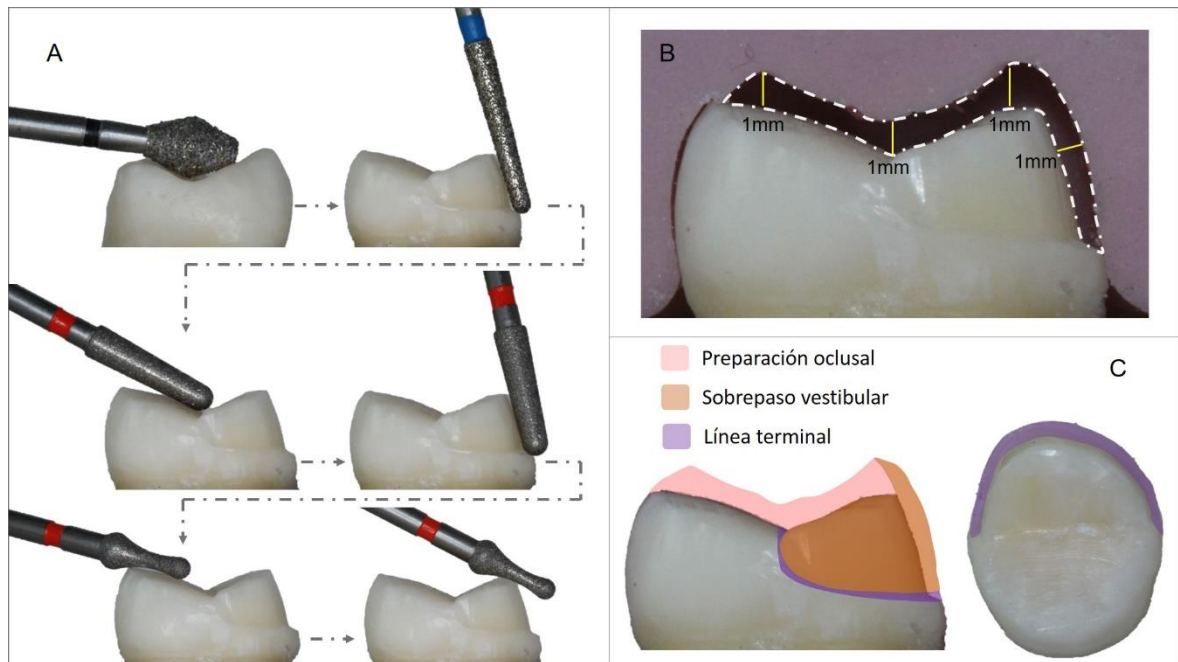 A
B
1mm
1mm
1mm
1mm
C
Preparación oclusal
Sobrepaso vestibular
Línea terminal